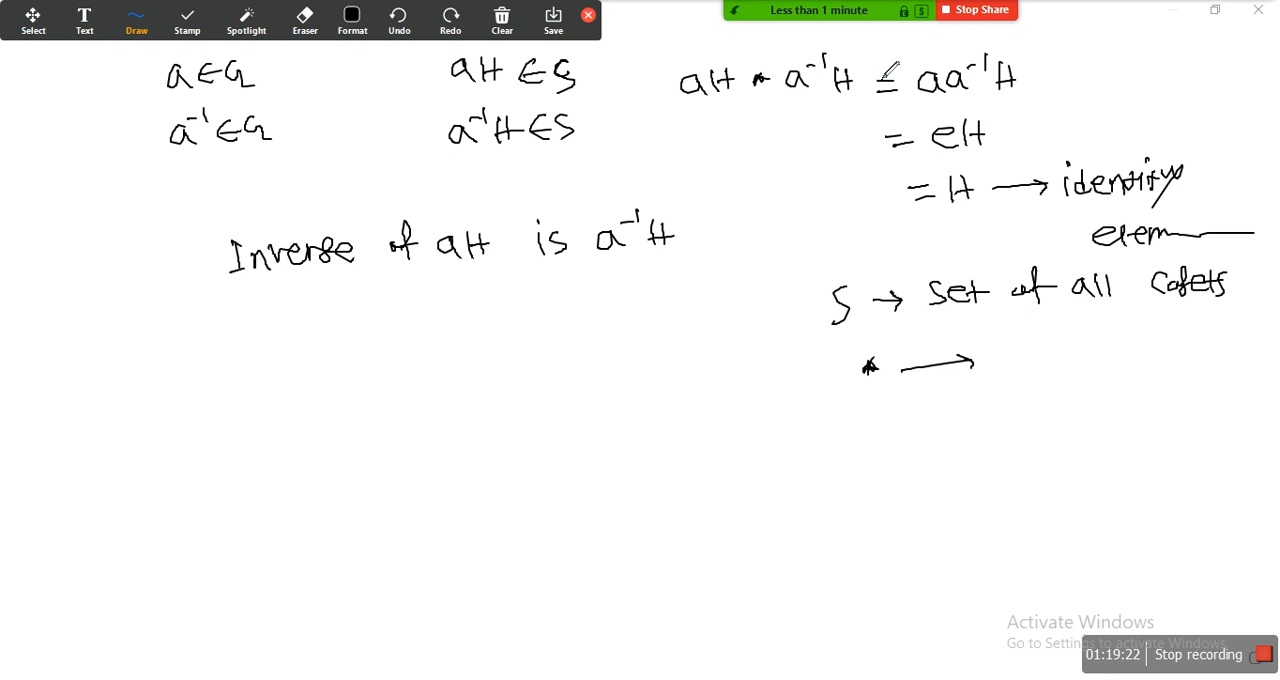 Select Text Draw Stamp Spotlight Eraser Format Undo Redo Clear Save
Less than 1 minute $ Stop Share
a ∈ G
a⁻¹ ∈ G
aH ∈ S
a⁻¹H ∈ S
aH * a⁻¹H = aa⁻¹H
= eH
= H → identity
elem
Inverse of aH is a⁻¹H
S → Set of all Cosets
* →
Activate Windows
Go to Settings to activate Windows.
01:19:22 Stop recording